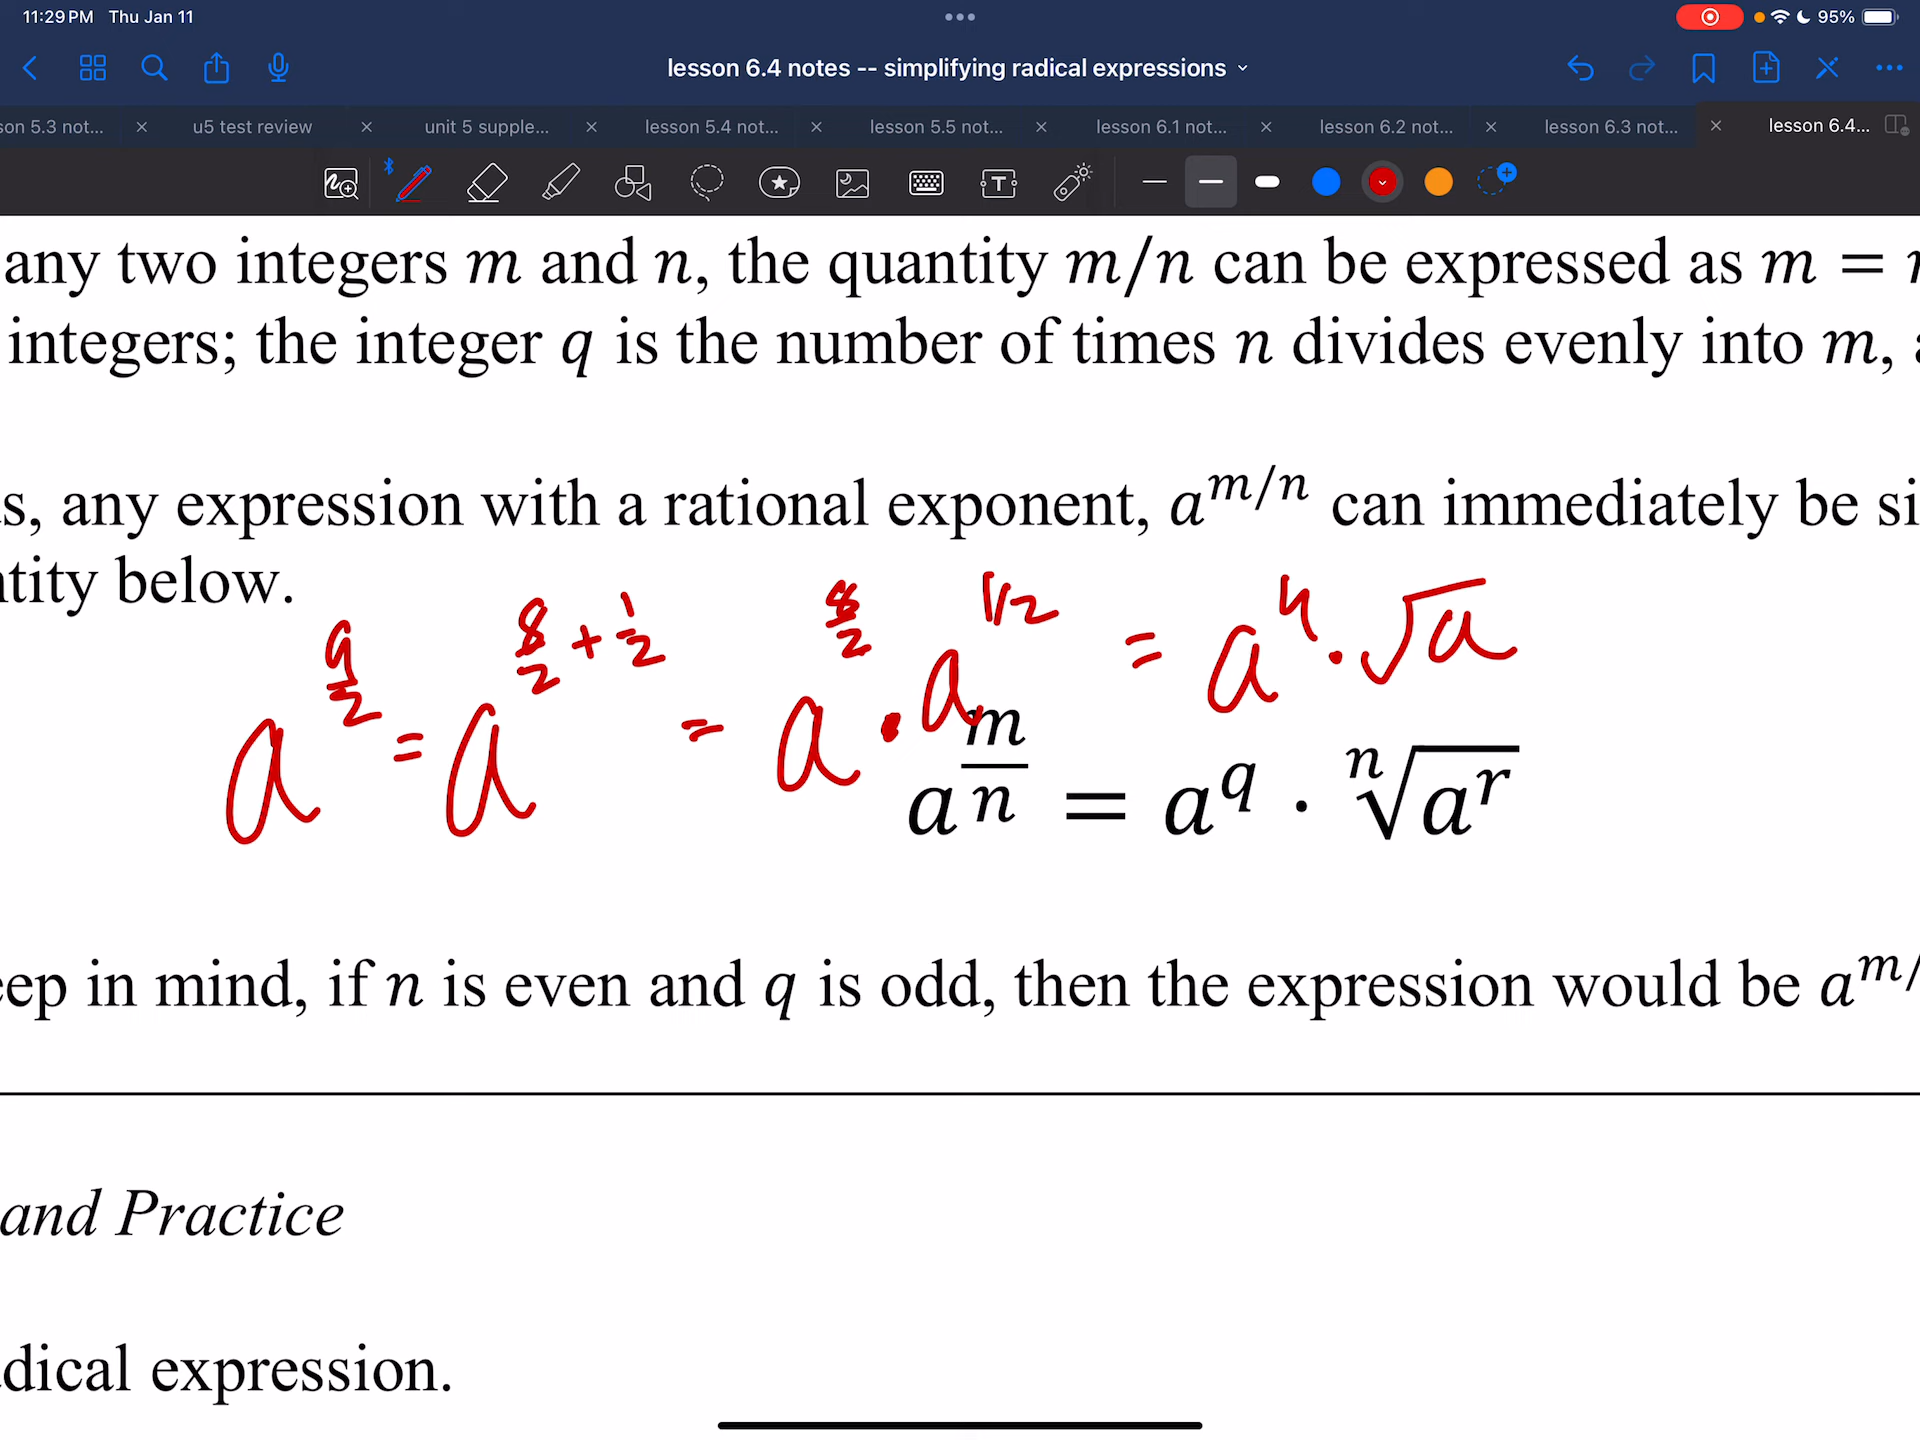 11:29 PM Thu Jan 11 95%
lesson 6.4 notes -- simplifying radical expressions
son 5.3 not... u5 test review unit 5 supple... lesson 5.4 not... lesson 5.5 not... lesson 6.1 not... lesson 6.2 not... lesson 6.3 not... lesson 6.4...
any two integers m and n, the quantity m/n can be expressed as m =
integers; the integer q is the number of times n divides evenly into m,
s, any expression with a rational exponent, a^{m/n} can immediately be si
ntity below.
a^{9/2} = a^{8/2 + 1/2} = a^{8/2} · a^{1/2} = a^4 · √a
a^{m/n} = a^q · ⁿ√(a^r)
eep in mind, if n is even and q is odd, then the expression would be a^{m/
and Practice
dical expression.